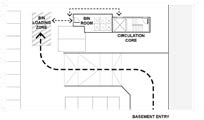 BIN
LOADING
ZONE
BIN
ROOM
CIRCULATION
CORE
BASEMENT ENTRY